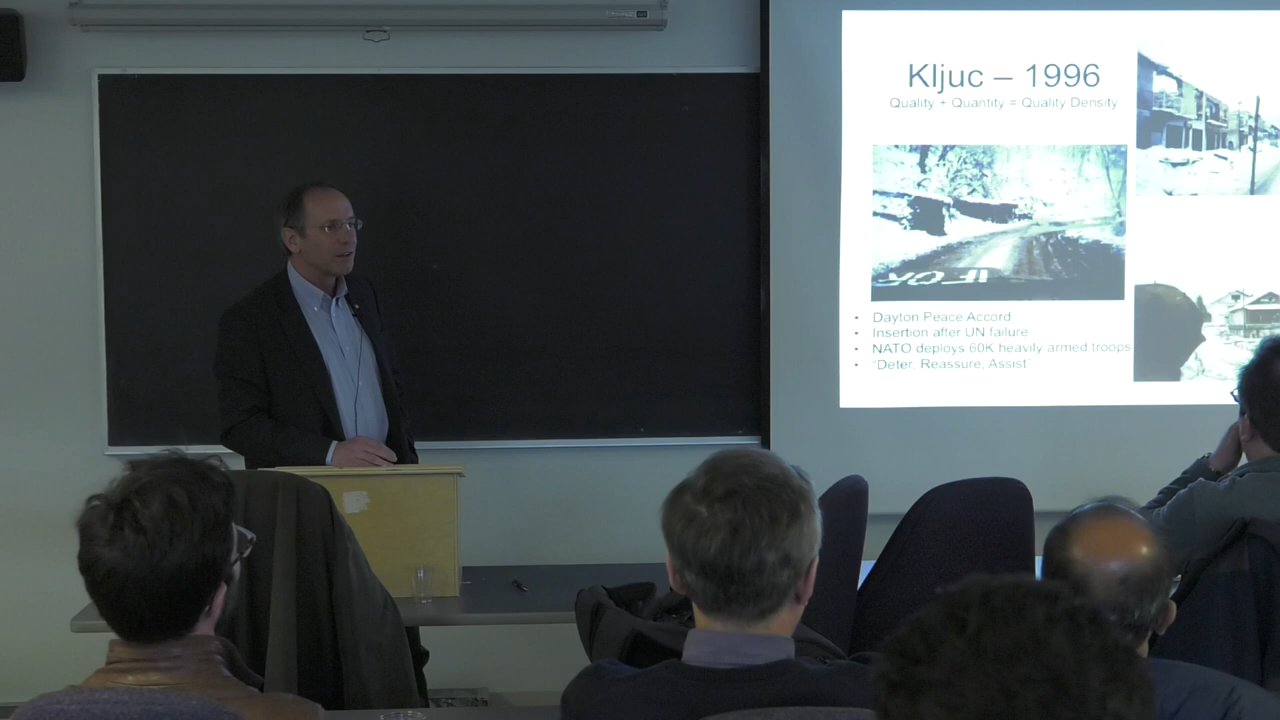 Kljuc – 1996
Quality + Quantity = Quality Density
IFOR
• Dayton Peace Accord
• Insertion after UN failure
• NATO deploys 60K heavily armed troops
• "Deter, Reassure, Assist"